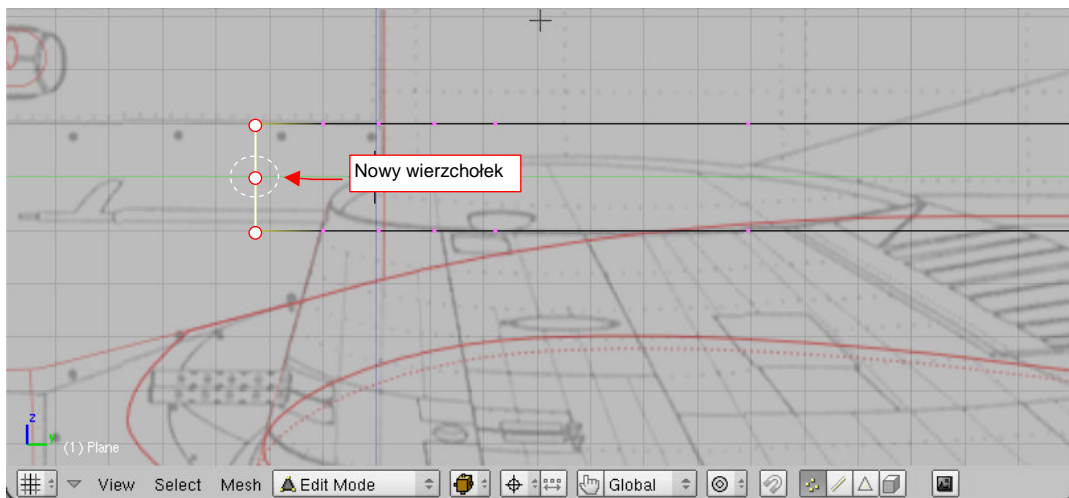 Nowy wierzchołek
z
y
(1) Plane
View Select Mesh Edit Mode Global